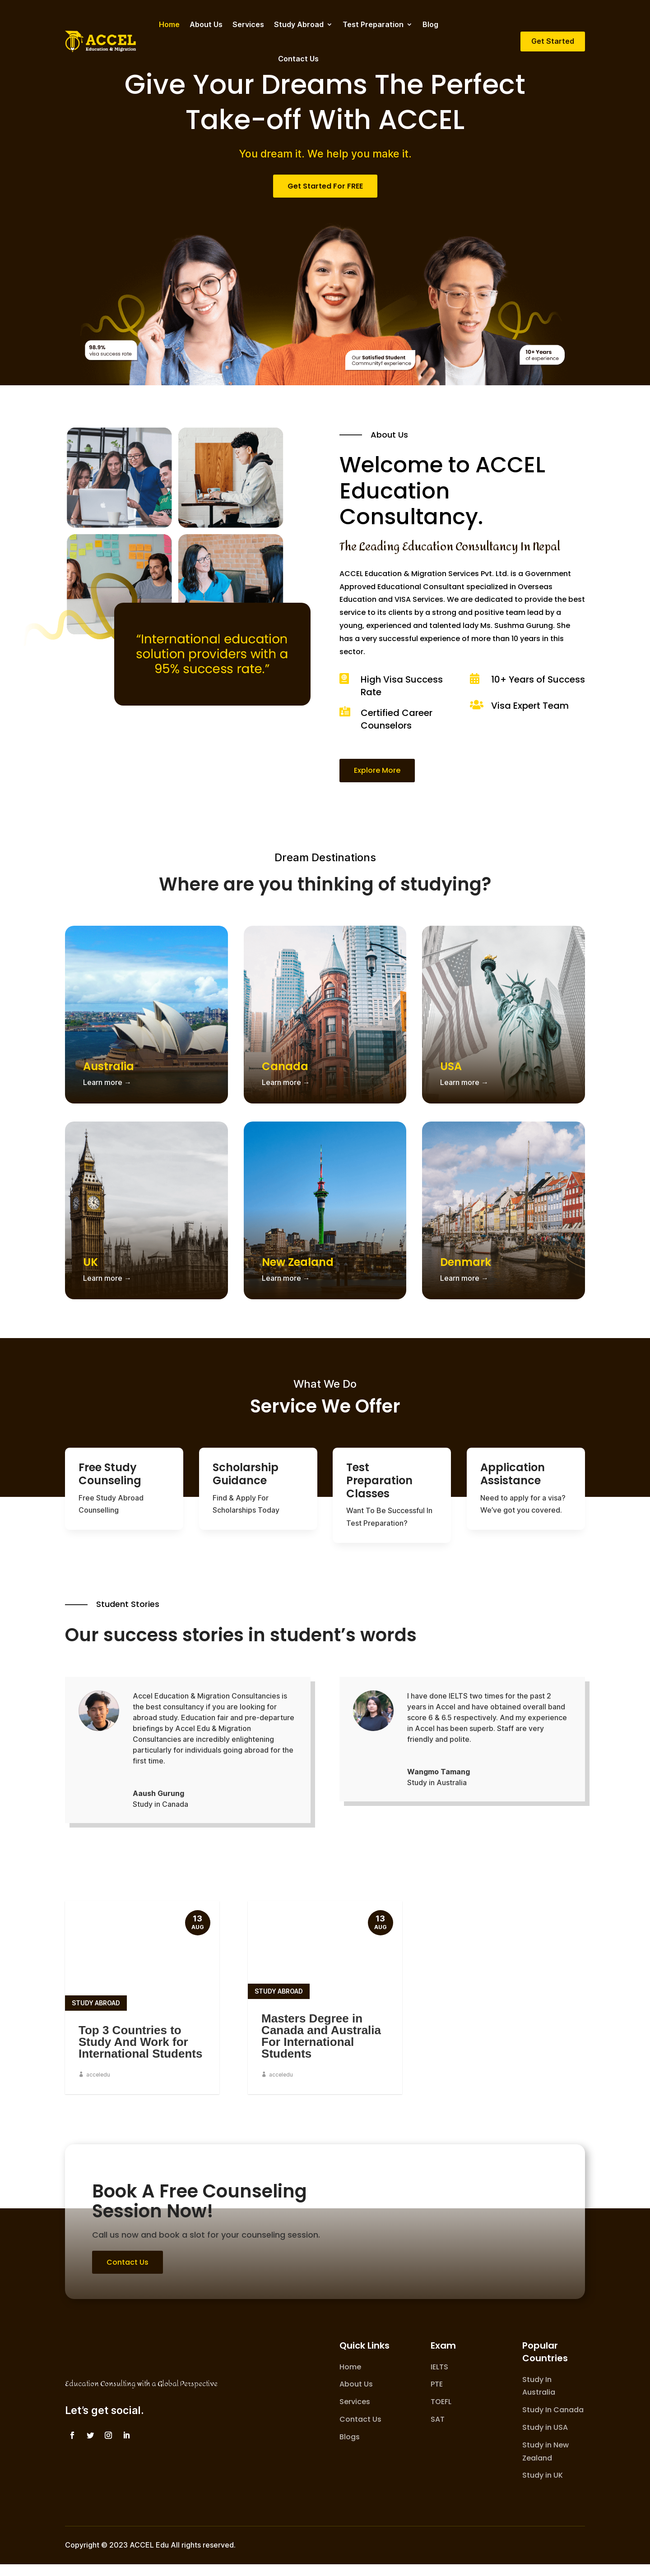 ACCEL
Education & Migration
Home
About Us
Services
Study Abroad
Test Preparation
Blog
Contact Us
Get Started
Give Your Dreams The Perfect
Take-off With ACCEL
You dream it. We help you make it.
Get Started For FREE
98.9%
visa success rate
Our Satisfied Student
Community experience
10+ Years
of experience
“International education
solution providers with a
95% success rate.”
About Us
Welcome to ACCEL
Education
Consultancy.
The Leading Education Consultancy In Nepal
ACCEL Education & Migration Services Pvt. Ltd. is a Government
Approved Educational Consultant specialized in Overseas
Education and VISA Services. We are dedicated to provide the best
service to its clients by a strong and positive team lead by a
young, experienced and talented lady Ms. Sushma Gurung. She
has a very successful experience of more than 10 years in this
sector.
High Visa Success
Rate
Certified Career
Counselors
10+ Years of Success
Visa Expert Team
Explore More
Dream Destinations
Where are you thinking of studying?
Australia
Learn more →
Canada
Learn more →
USA
Learn more →
UK
Learn more →
New Zealand
Learn more →
Denmark
Learn more →
What We Do
Service We Offer
Free Study
Counseling
Free Study Abroad
Counselling
Scholarship
Guidance
Find & Apply For
Scholarships Today
Test
Preparation
Classes
Want To Be Successful In
Test Preparation?
Application
Assistance
Need to apply for a visa?
We’ve got you covered.
Student Stories
Our success stories in student’s words
Accel Education & Migration Consultancies is
the best consultancy if you are looking for
abroad study. Education fair and pre-departure
briefings by Accel Edu & Migration
Consultancies are incredibly enlightening
particularly for individuals going abroad for the
first time.
Aaush Gurung
Study in Canada
I have done IELTS two times for the past 2
years in Accel and have obtained overall band
score 6 & 6.5 respectively. And my experience
in Accel has been superb. Staff are very
friendly and polite.
Wangmo Tamang
Study in Australia
13
AUG
STUDY ABROAD
Top 3 Countries to
Study And Work for
International Students
acceledu
13
AUG
STUDY ABROAD
Masters Degree in
Canada and Australia
For International
Students
acceledu
Book A Free Counseling
Session Now!
Call us now and book a slot for your counseling session.
Contact Us
Education Consulting with a Global Perspective
Let’s get social.
Quick Links
Home
About Us
Services
Contact Us
Blogs
Exam
IELTS
PTE
TOEFL
SAT
Popular
Countries
Study In
Australia
Study In Canada
Study in USA
Study in New
Zealand
Study in UK
Copyright © 2023 ACCEL Edu All rights reserved.